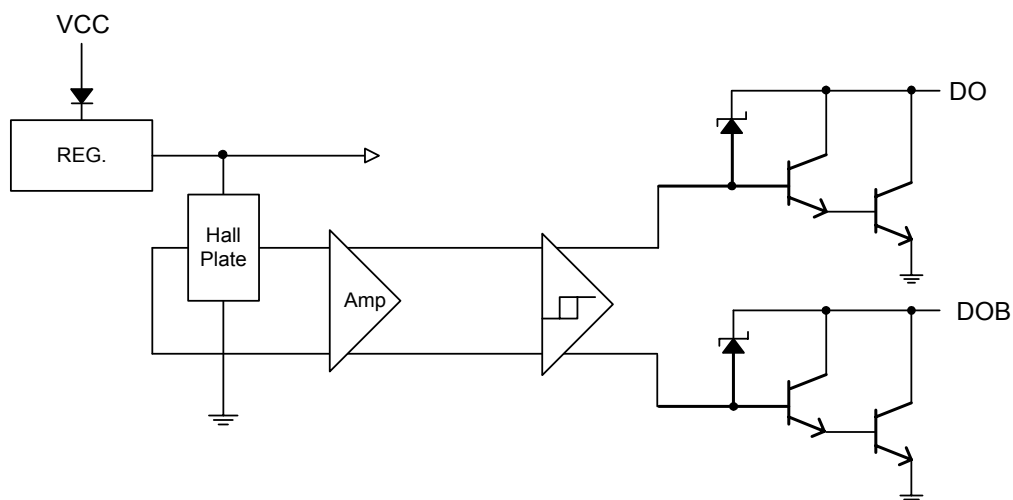 VCC
REG.
DO
Hall
Plate
Amp
DOB